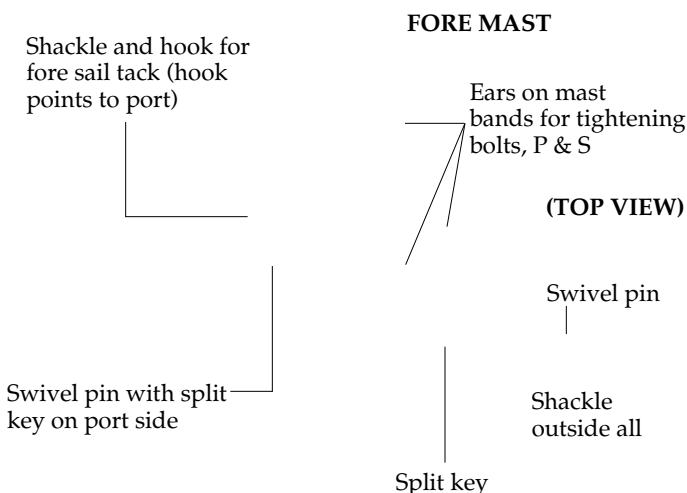 FORE MAST
Shackle and hook for
fore sail tack (hook
points to port)
Ears on mast
bands for tightening
bolts, P & S
(TOP VIEW)
Swivel pin
Swivel pin with split
key on port side
Shackle
outside all
Split key